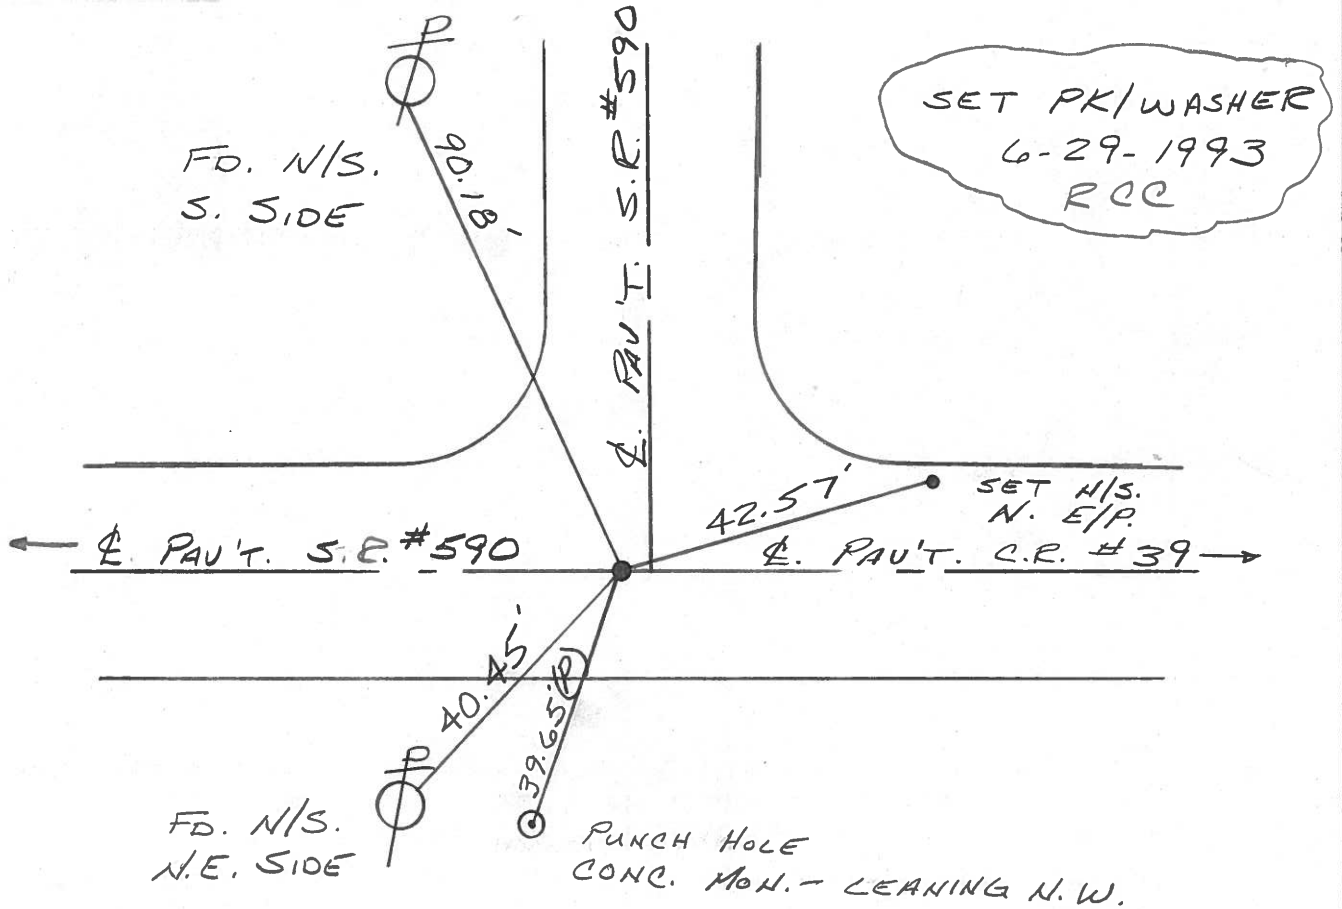 P
FD. N/S.
S. SIDE
90.18'
℄. PAV'T. S.R. #590
SET PK/WASHER
6-29-1993
RCC
42.57'
SET N/S.
N. E/P.
℄ PAV'T. S.R. #590
℄. PAV'T. C.R. #39
40.45'
39.65' (P)
P
FD. N/S.
N.E. SIDE
PUNCH HOLE
CONC. MON. - LEANING N.W.